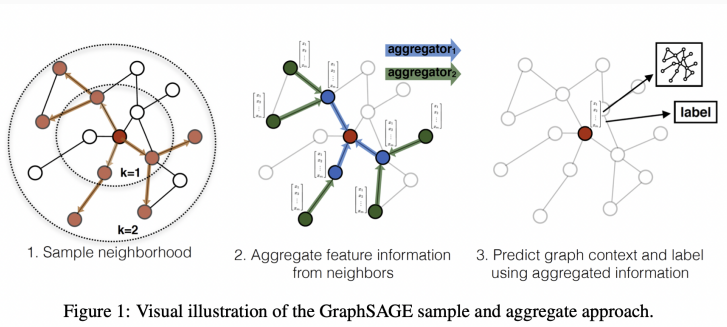 aggregator₁
aggregator₂
label
k=1
k=2
1. Sample neighborhood
2. Aggregate feature information
from neighbors
3. Predict graph context and label
using aggregated information
Figure 1: Visual illustration of the GraphSAGE sample and aggregate approach.